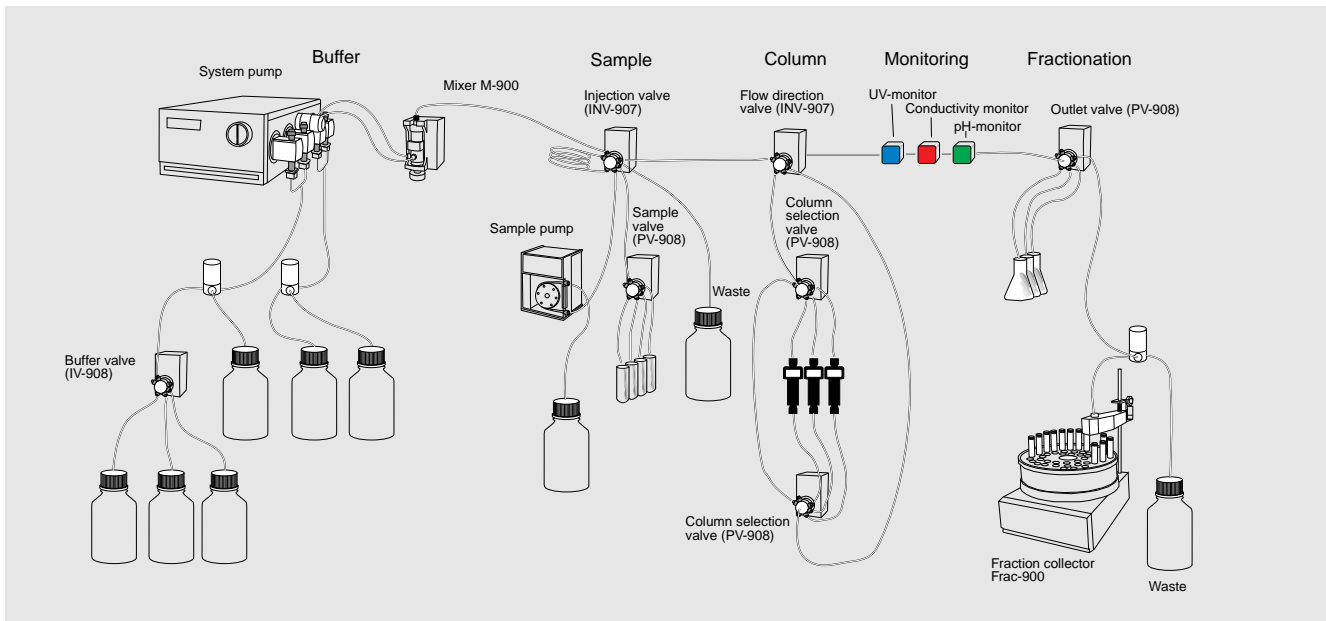 Buffer
Sample
Column
Monitoring
Fractionation
System pump
Mixer M-900
Injection valve
(INV-907)
Flow direction
valve (INV-907)
UV-monitor
Conductivity monitor
pH-monitor
Outlet valve (PV-908)
Sample pump
Sample
valve
(PV-908)
Column
selection
valve
(PV-908)
Waste
Buffer valve
(IV-908)
Column selection
valve (PV-908)
Fraction collector
Frac-900
Waste